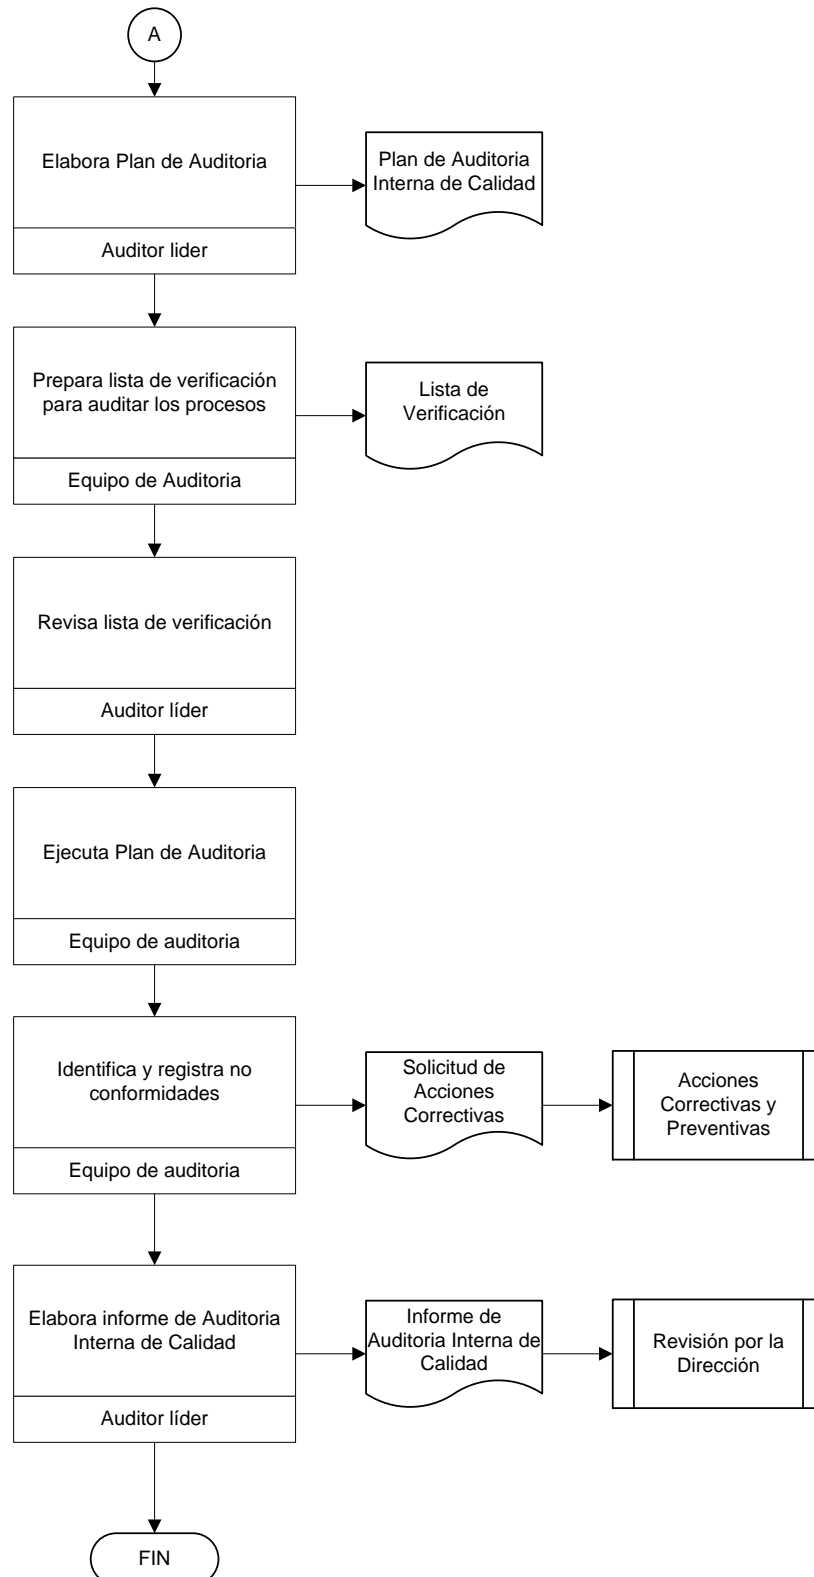 A
Elabora Plan de Auditoria
Auditor lider
Plan de Auditoria
Interna de Calidad
Prepara lista de verificación
para auditar los procesos
Equipo de Auditoria
Lista de
Verificación
Revisa lista de verificación
Auditor líder
Ejecuta Plan de Auditoria
Equipo de auditoria
Identifica y registra no
conformidades
Equipo de auditoria
Solicitud de
Acciones
Correctivas
Acciones
Correctivas y
Preventivas
Elabora informe de Auditoria
Interna de Calidad
Auditor líder
Informe de
Auditoria Interna de
Calidad
Revisión por la
Dirección
FIN